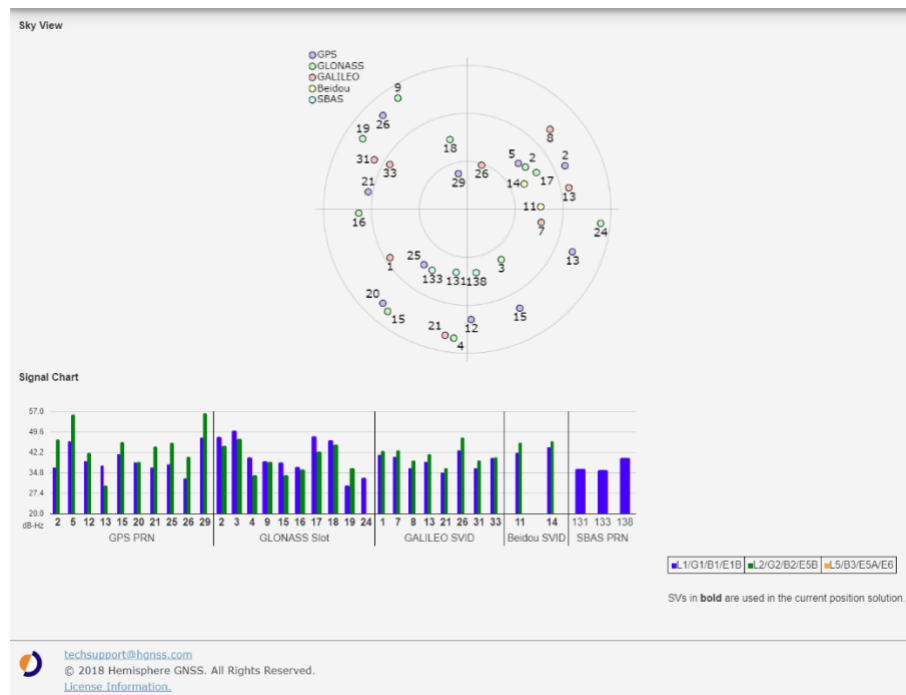 Sky View
GPS
GLONASS
GALILEO
Beidou
SBAS
9
26
19
18
8
31
33
5
2
2
29
26
14
17
21
13
11
16
7
24
1
25
133
131
138
3
13
20
15
21
12
15
4
Signal Chart
57.0
49.6
42.2
34.8
27.4
20.0
dB-Hz
2 5 12 13 15 20 21 25 26 29 2 3 4 9 15 16 17 18 19 24 1 7 8 13 21 26 31 33 11 14 131 133 138
GPS PRN GLONASS Slot GALILEO SVID Beidou SVID SBAS PRN
L1/G1/B1/E1B L2/G2/B2/E5B L5/B3/E5A/E6
SVs in bold are used in the current position solution.
techsupport@hgnss.com
© 2018 Hemisphere GNSS. All Rights Reserved.
License Information.